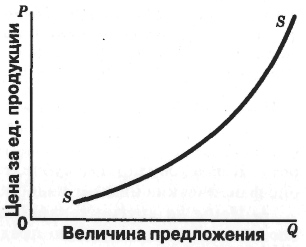 P
Цена за ед. продукции
S
S
0
Величина предложения
Q